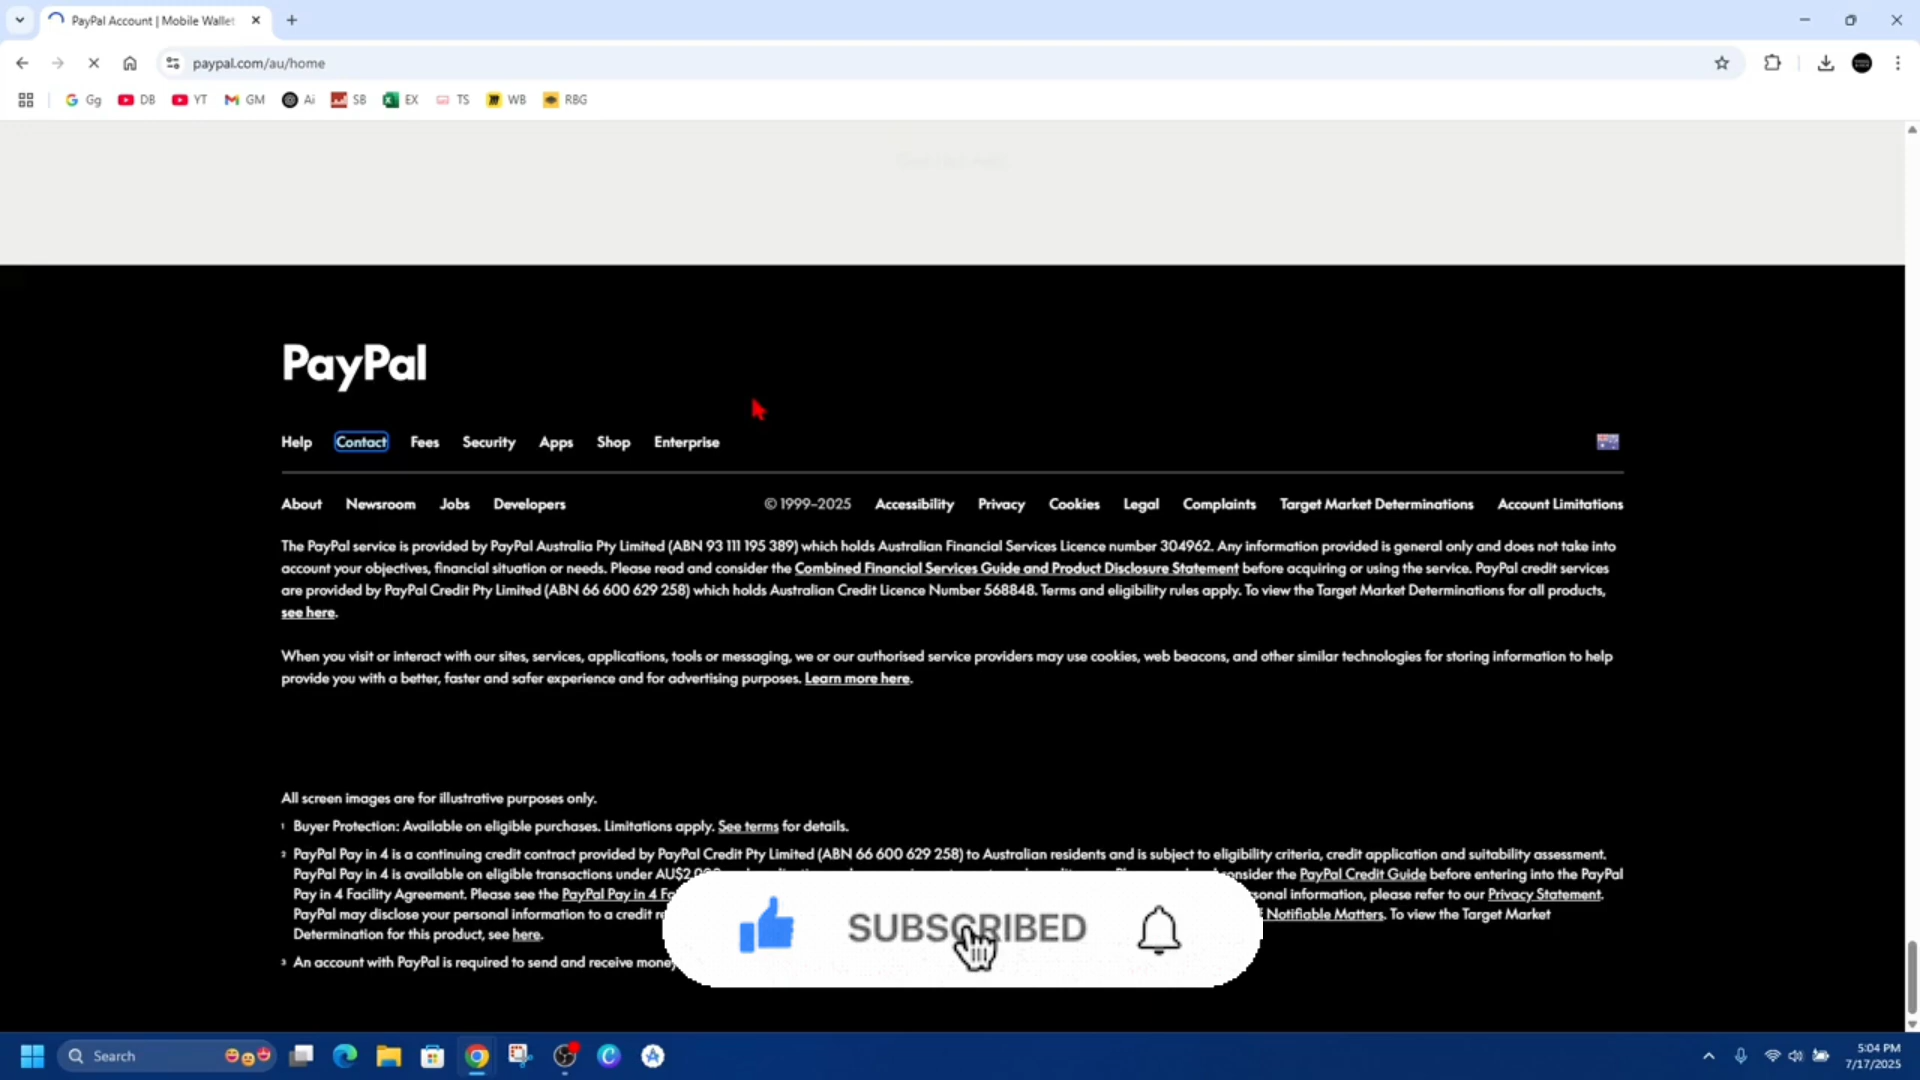 PayPal Account | Mobile Wallet
paypal.com/au/home
Gg DB YT GM Ai SB EX TS WB RBG
PayPal
Help Contact Fees Security Apps Shop Enterprise
About Newsroom Jobs Developers © 1999–2025 Accessibility Privacy Cookies Legal Complaints Target Market Determinations Account Limitations
The PayPal service is provided by PayPal Australia Pty Limited (ABN 93 111 195 389) which holds Australian Financial Services Licence number 304962. Any information provided is general only and does not take into
account your objectives, financial situation or needs. Please read and consider the Combined Financial Services Guide and Product Disclosure Statement before acquiring or using the service. PayPal credit services
are provided by PayPal Credit Pty Limited (ABN 66 600 629 258) which holds Australian Credit Licence Number 568848. Terms and eligibility rules apply. To view the Target Market Determinations for all products,
see here.
When you visit or interact with our sites, services, applications, tools or messaging, we or our authorised service providers may use cookies, web beacons, and other similar technologies for storing information to help
provide you with a better, faster and safer experience and for advertising purposes. Learn more here.
All screen images are for illustrative purposes only.
1 Buyer Protection: Available on eligible purchases. Limitations apply. See terms for details.
2 PayPal Pay in 4 is a continuing credit contract provided by PayPal Credit Pty Limited (ABN 66 600 629 258) to Australian residents and is subject to eligibility criteria, credit application and suitability assessment.
PayPal Pay in 4 is available on eligible transactions under AU$2, consider the PayPal Credit Guide before entering into the PayPal
Pay in 4 Facility Agreement. Please see the PayPal Pay in 4 personal information, please refer to our Privacy Statement.
PayPal may disclose your personal information to a credit Notifiable Matters. To view the Target Market
Determination for this product, see here.
3 An account with PayPal is required to send and receive money
SUBSCRIBED
Search
5:04 PM
7/17/2025